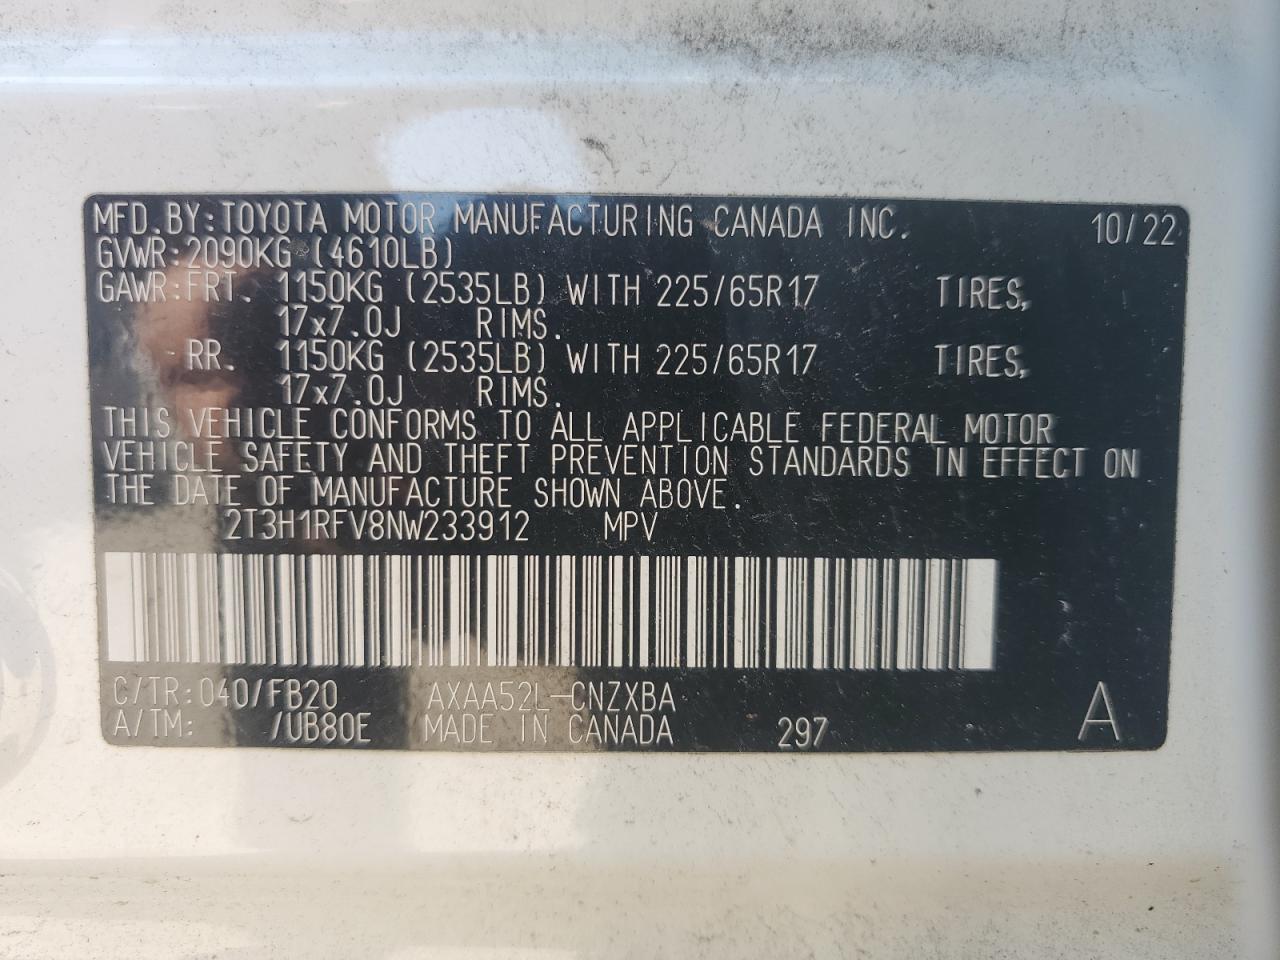 MFD.BY:TOYOTA MOTOR MANUFACTURING CANADA INC. 10/22
GVWR:2090KG (4610LB)
GAWR:FRT. 1150KG (2535LB) WITH 225/65R17 TIRES,
17x7.0J RIMS.
RR. 1150KG (2535LB) WITH 225/65R17 TIRES,
17x7.0J RIMS.
THIS VEHICLE CONFORMS TO ALL APPLICABLE FEDERAL MOTOR
VEHICLE SAFETY AND THEFT PREVENTION STANDARDS IN EFFECT ON
THE DATE OF MANUFACTURE SHOWN ABOVE.
2T3H1RFV8NW233912 MPV
C/TR:040/FB20 AXAA52L-CNZXBA
A/TM: /UB80E MADE IN CANADA 297 A